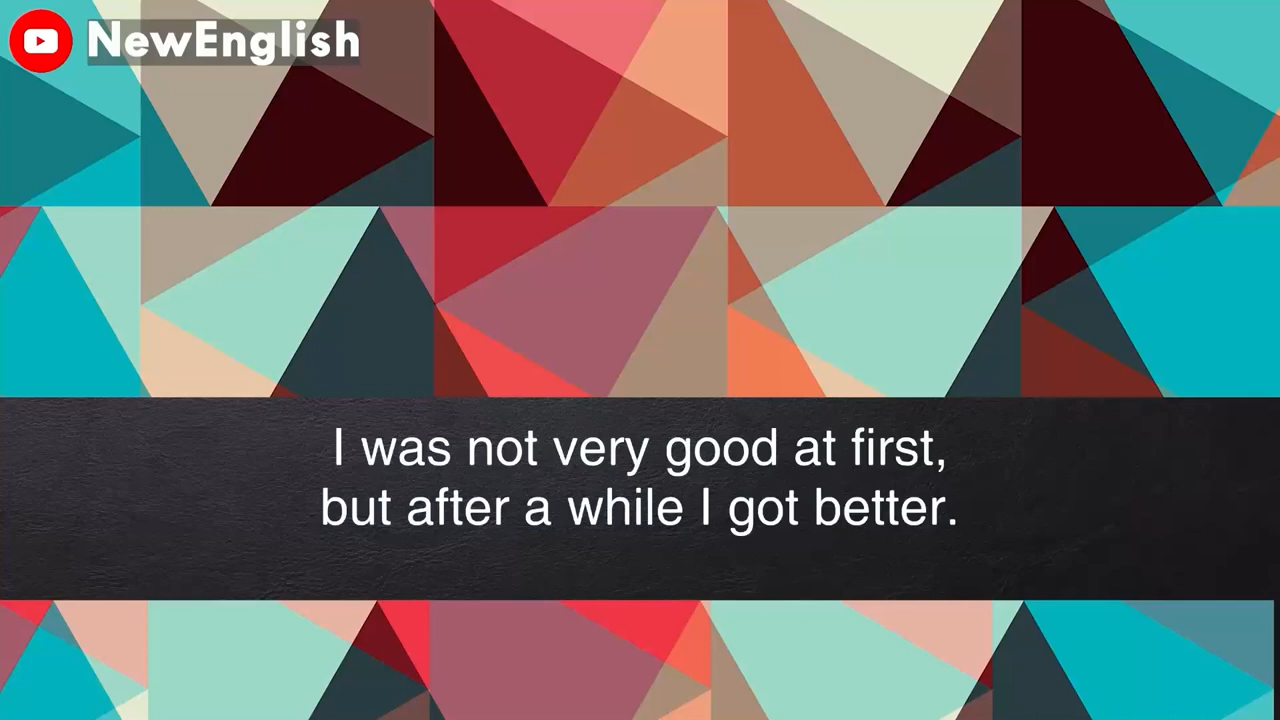 NewEnglish
I was not very good at first,
but after a while I got better.